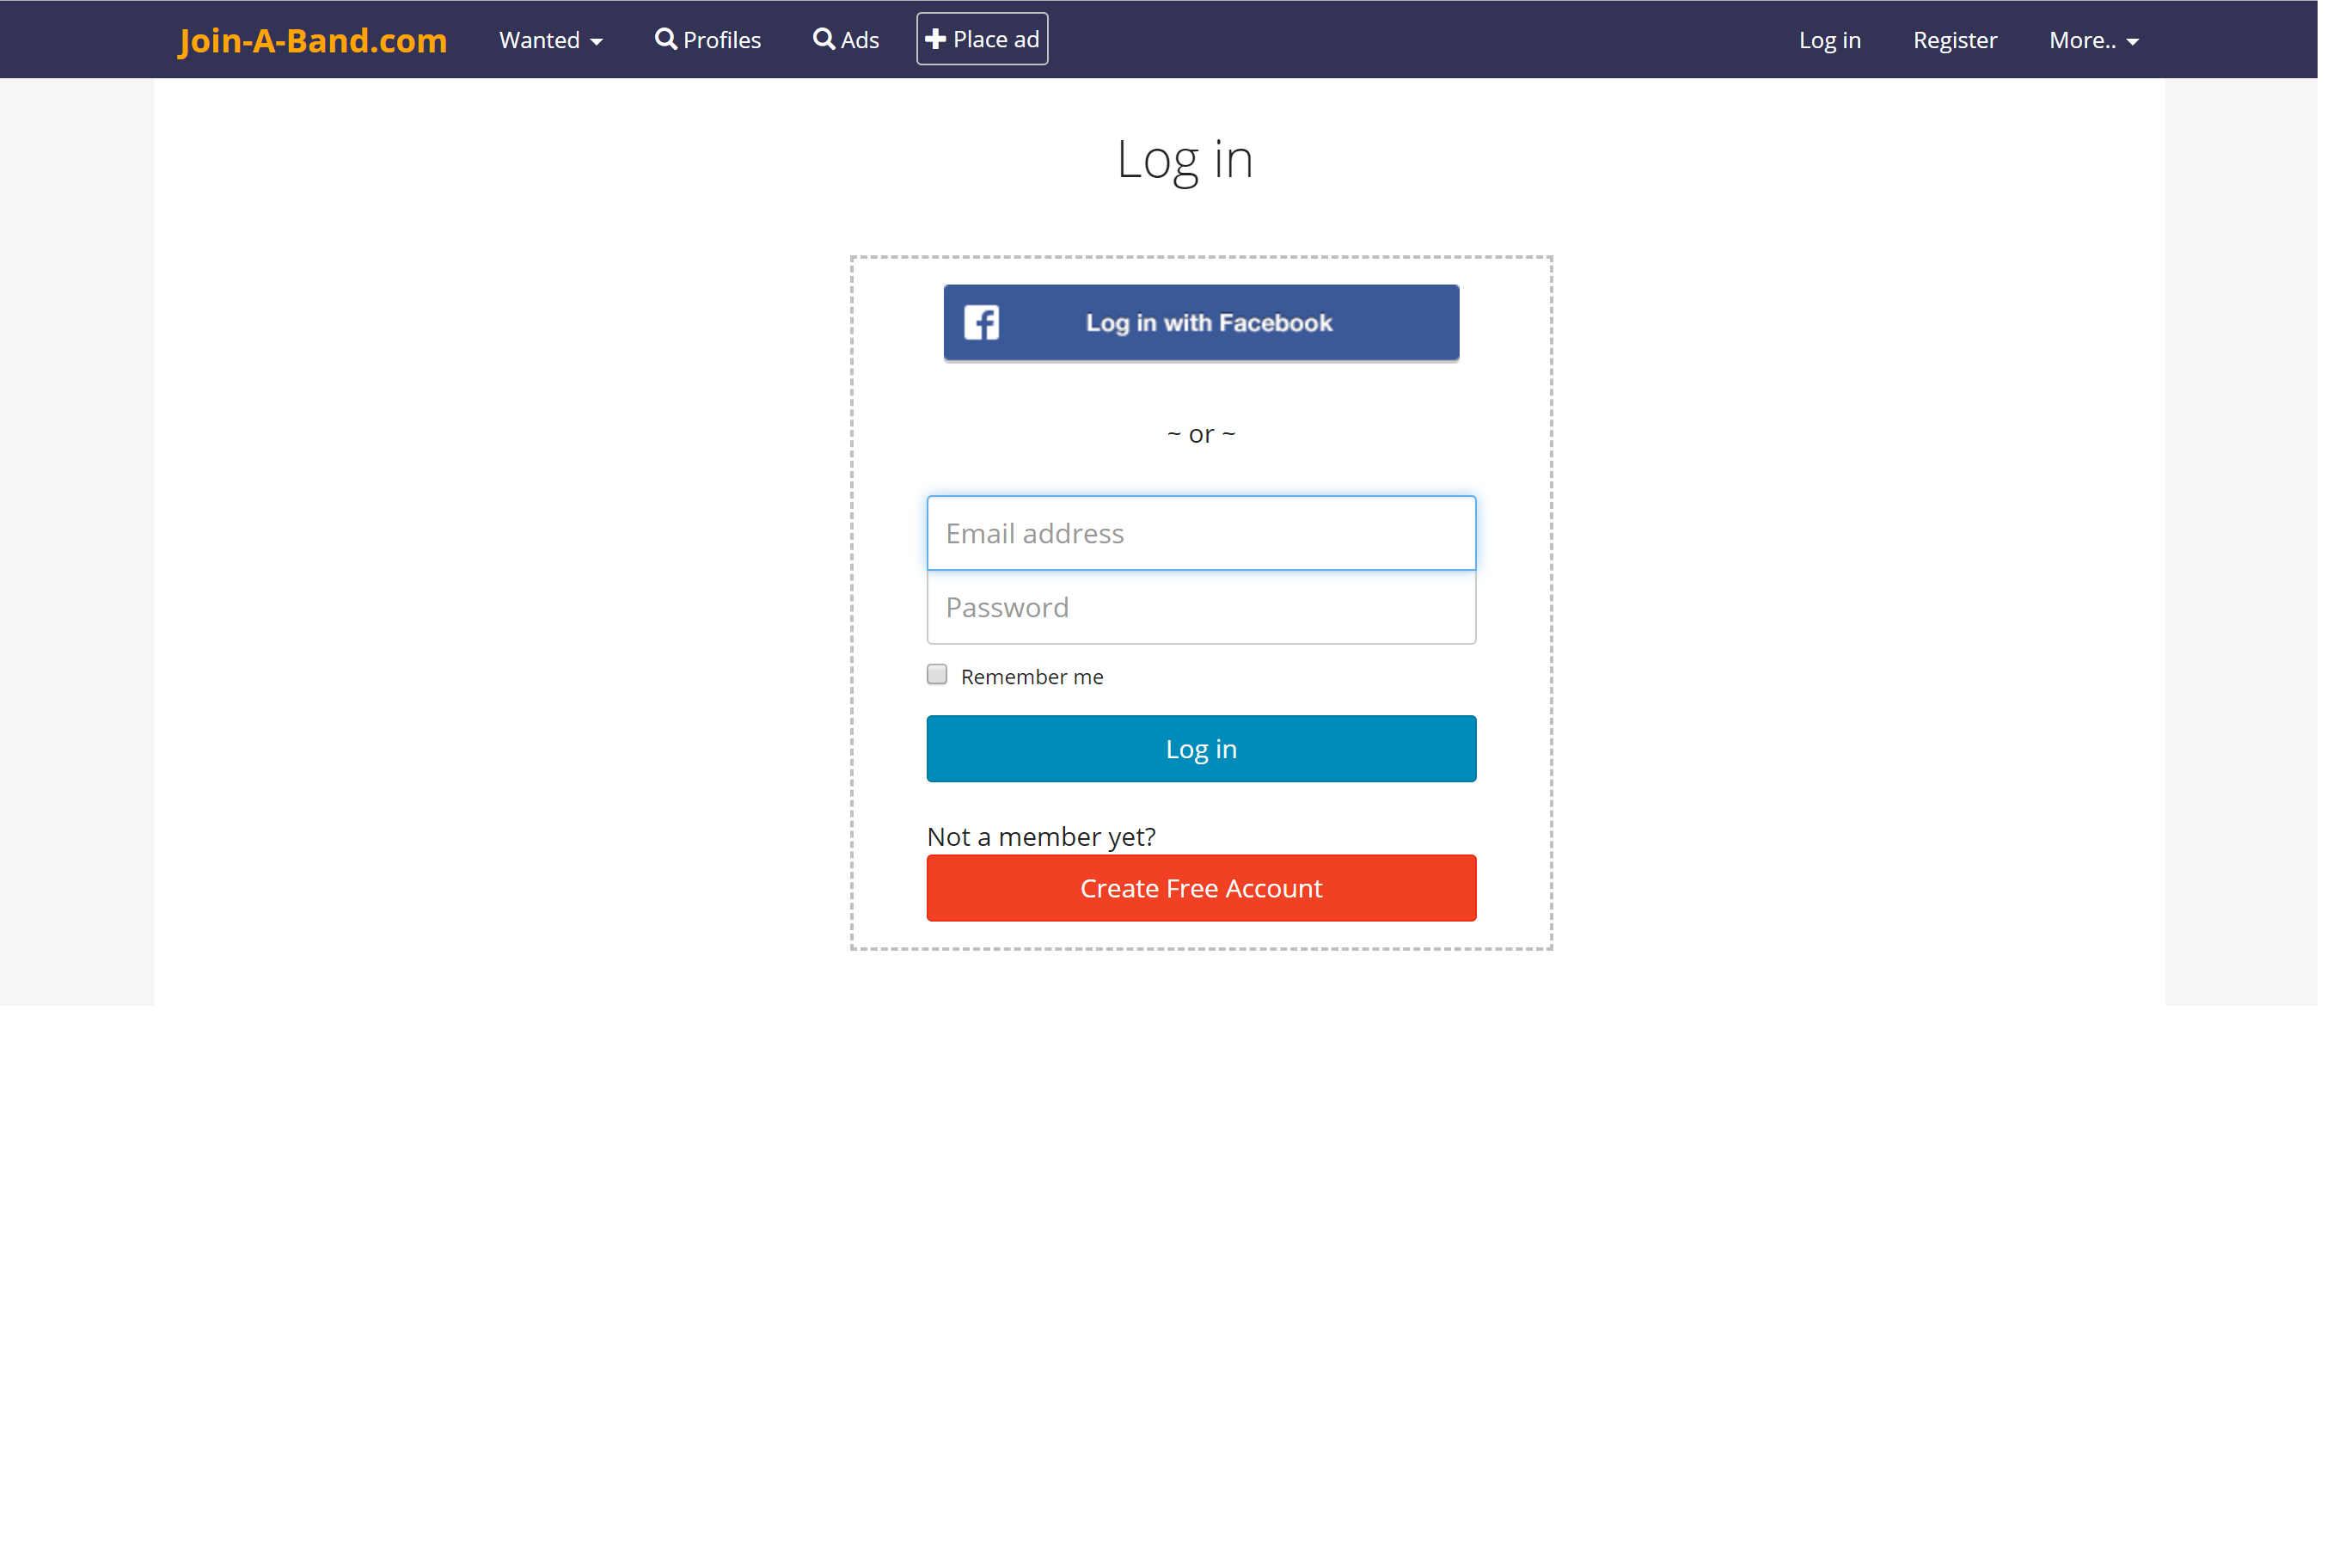 Join-A-Band.com Wanted Profiles Ads Place ad Log in Register More..
Log in
Log in with Facebook
~ or ~
Email address
Password
Remember me
Log in
Not a member yet?
Create Free Account